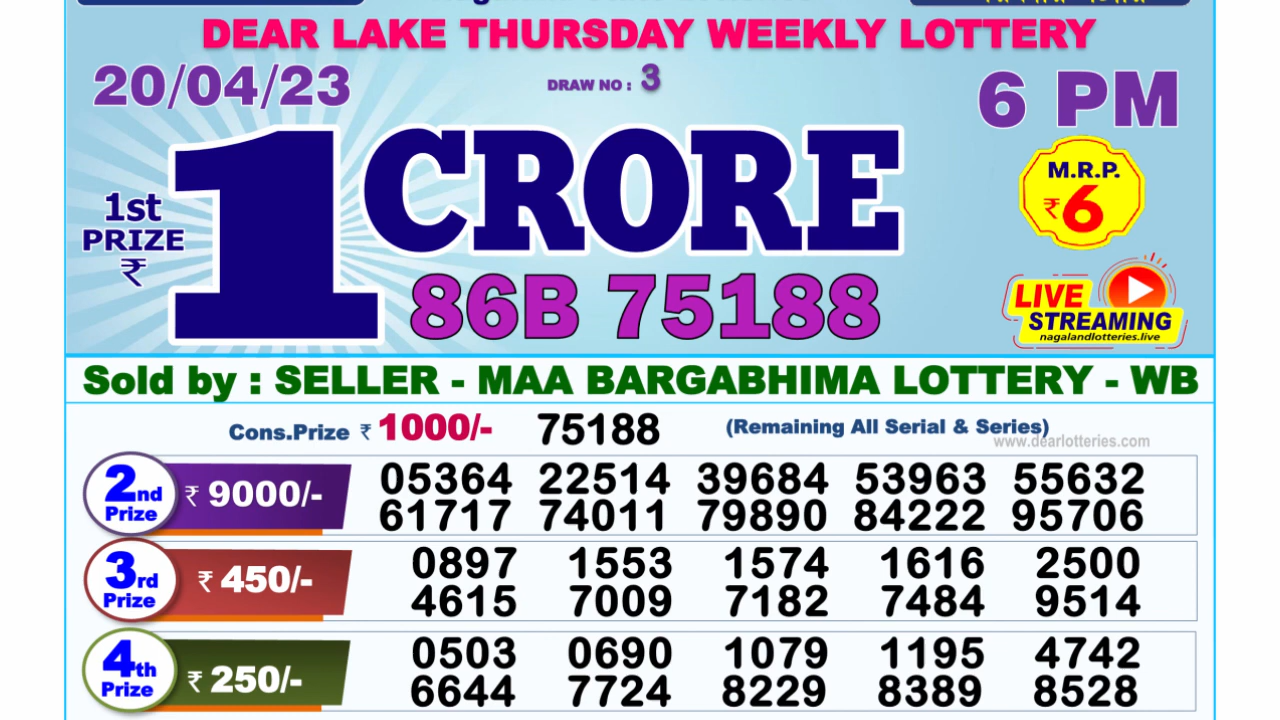 DEAR LAKE THURSDAY WEEKLY LOTTERY
20/04/23
DRAW NO : 3
6 PM
1st PRIZE ₹
1 CRORE
M.R.P.
₹6
86B 75188
LIVE
STREAMING
nagalandlotteries.live
Sold by : SELLER - MAA BARGABHIMA LOTTERY - WB
Cons.Prize ₹ 1000/- 75188 (Remaining All Serial & Series)
www.dearlotteries.com
2nd Prize ₹ 9000/-
05364 22514 39684 53963 55632
61717 74011 79890 84222 95706
3rd Prize ₹ 450/-
0897 1553 1574 1616 2500
4615 7009 7182 7484 9514
4th Prize ₹ 250/-
0503 0690 1079 1195 4742
6644 7724 8229 8389 8528